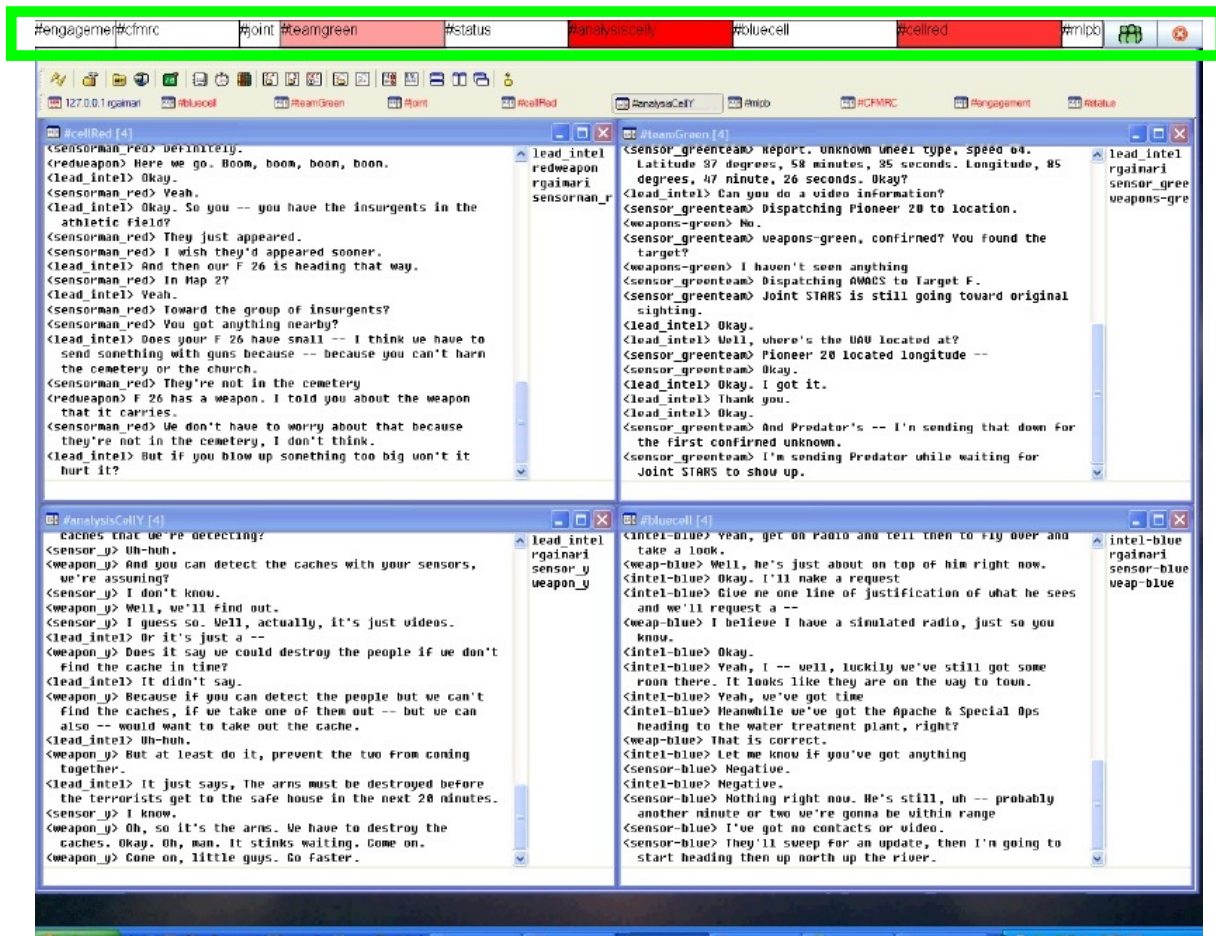 #engagemer #cfmrc #joint #teamgreen #status #analysiscelly #bluecell #cellred #mlpb
127.0.0.1 rgaimari #bluecell #teamGreen #joint #cellRed #analysisCellY #mlpb #CFMRC #engagement #status
#cellRed [4]
<sensorman_red> Definitely.
<redweapon> Here we go. Boom, boom, boom, boom.
<lead_intel> Okay.
<sensorman_red> Yeah.
<lead_intel> Okay. So you -- you have the insurgents in the
athletic field?
<sensorman_red> They just appeared.
<sensorman_red> I wish they'd appeared sooner.
<lead_intel> And then our F 26 is heading that way.
<sensorman_red> In Map 2?
<lead_intel> Yeah.
<sensorman_red> Toward the group of insurgents?
<sensorman_red> You got anything nearby?
<lead_intel> Does your F 26 have small -- I think we have to
send something with guns because -- because you can't harm
the cemetery or the church.
<sensorman_red> They're not in the cemetery
<redweapon> F 26 has a weapon. I told you about the weapon
that it carries.
<sensorman_red> We don't have to worry about that because
they're not in the cemetery, I don't think.
<lead_intel> But if you blow up something too big won't it
hurt it?
lead_intel
redweapon
rgaimari
sensorman_r
#teamGreen [4]
<sensor_greenteam> Report. Unknown wheel type, speed 64.
Latitude 37 degrees, 58 minutes, 35 seconds. Longitude, 85
degrees, 47 minute, 26 seconds. Okay?
<lead_intel> Can you do a video information?
<sensor_greenteam> Dispatching Pioneer 20 to location.
<weapons-green> No.
<sensor_greenteam> weapons-green, confirmed? You found the
target?
<weapons-green> I haven't seen anything
<sensor_greenteam> Dispatching AWACS to Target F.
<sensor_greenteam> Joint STARS is still going toward original
sighting.
<lead_intel> Okay.
<lead_intel> Well, where's the UAV located at?
<sensor_greenteam> Pioneer 20 located longitude --
<sensor_greenteam> Okay.
<lead_intel> Okay. I got it.
<lead_intel> Thank you.
<lead_intel> Okay.
<sensor_greenteam> And Predator's -- I'm sending that down for
the first confirmed unknown.
<sensor_greenteam> I'm sending Predator while waiting for
Joint STARS to show up.
lead_intel
rgaimari
sensor_gree
weapons-gre
#analysisCellY [4]
caches that we're detecting?
<sensor_y> Uh-huh.
<weapon_y> And you can detect the caches with your sensors,
we're assuming?
<sensor_y> I don't know.
<weapon_y> Well, we'll find out.
<sensor_y> I guess so. Well, actually, it's just videos.
<lead_intel> Or it's just a --
<weapon_y> Does it say we could destroy the people if we don't
find the cache in time?
<lead_intel> It didn't say.
<weapon_y> Because if you can detect the people but we can't
find the caches, if we take one of them out -- but we can
also -- would want to take out the cache.
<lead_intel> Uh-huh.
<weapon_y> But at least do it, prevent the two from coming
together.
<lead_intel> It just says, The arms must be destroyed before
the terrorists get to the safe house in the next 20 minutes.
<sensor_y> I know.
<weapon_y> Oh, so it's the arms. We have to destroy the
caches. Okay. Oh, man. It stinks waiting. Come on.
<weapon_y> Come on, little guys. Go faster.
lead_intel
rgaimari
sensor_y
weapon_y
#bluecell [4]
<intel-blue> Yeah, get on radio and tell them to fly over and
take a look.
<weap-blue> Well, he's just about on top of him right now.
<intel-blue> Okay. I'll make a request
<intel-blue> Give me one line of justification of what he sees
and we'll request a --
<weap-blue> I believe I have a simulated radio, just so you
know.
<intel-blue> Okay.
<intel-blue> Yeah, I -- well, luckily we've still got some
room there. It looks like they are on the way to town.
<intel-blue> Yeah, we've got time
<intel-blue> Meanwhile we've got the Apache & Special Ops
heading to the water treatment plant, right?
<weap-blue> That is correct.
<intel-blue> Let me know if you've got anything
<sensor-blue> Negative.
<intel-blue> Negative.
<sensor-blue> Nothing right now. He's still, uh -- probably
another minute or two we're gonna be within range
<sensor-blue> I've got no contacts or video.
<sensor-blue> They'll sweep for an update, then I'm going to
start heading them up north up the river.
intel-blue
rgaimari
sensor-blue
weap-blue